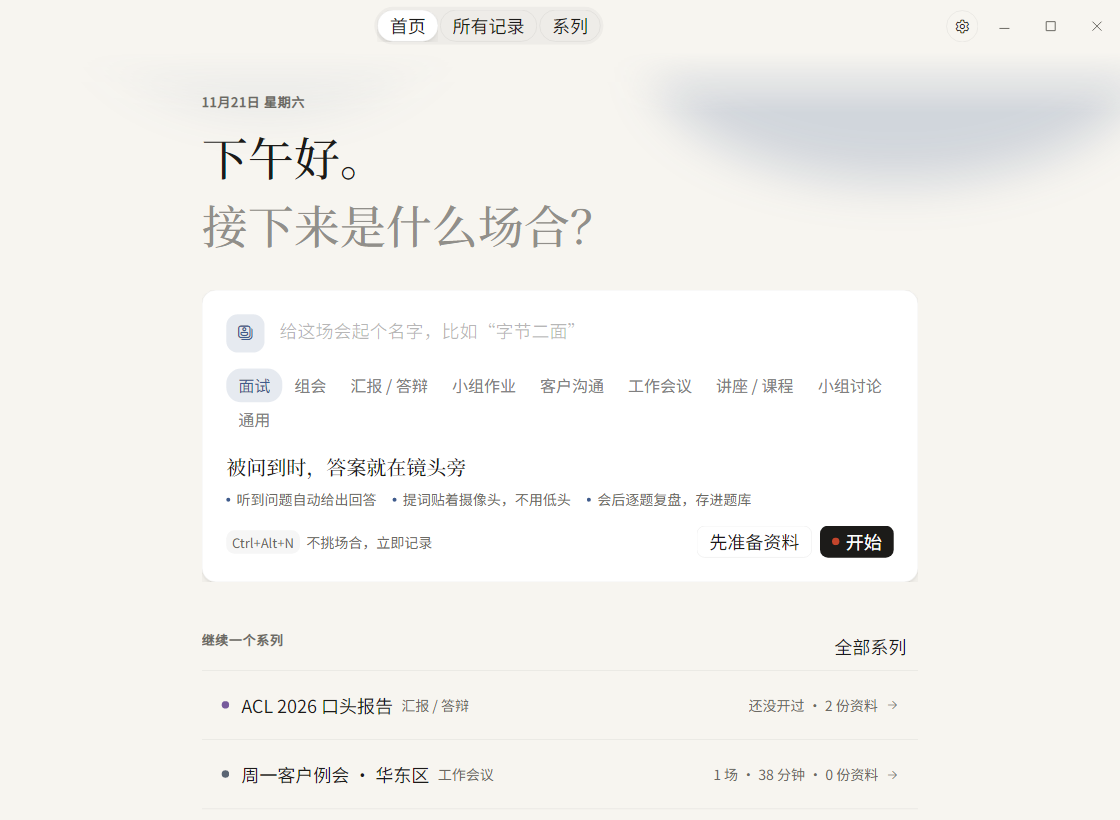 首页 所有记录 系列
11月21日 星期六
下午好。
接下来是什么场合？
给这场会起个名字，比如“字节二面”
面试 组会 汇报 / 答辩 小组作业 客户沟通 工作会议 讲座 / 课程 小组讨论
通用
被问到时，答案就在镜头旁
• 听到问题自动给出回答 • 提词贴着摄像头，不用低头 • 会后逐题复盘，存进题库
Ctrl+Alt+N 不挑场合，立即记录 先准备资料 开始
继续一个系列 全部系列
ACL 2026 口头报告 汇报 / 答辩 还没开过 • 2 份资料 →
周一客户例会 • 华东区 工作会议 1 场 • 38 分钟 • 0 份资料 →